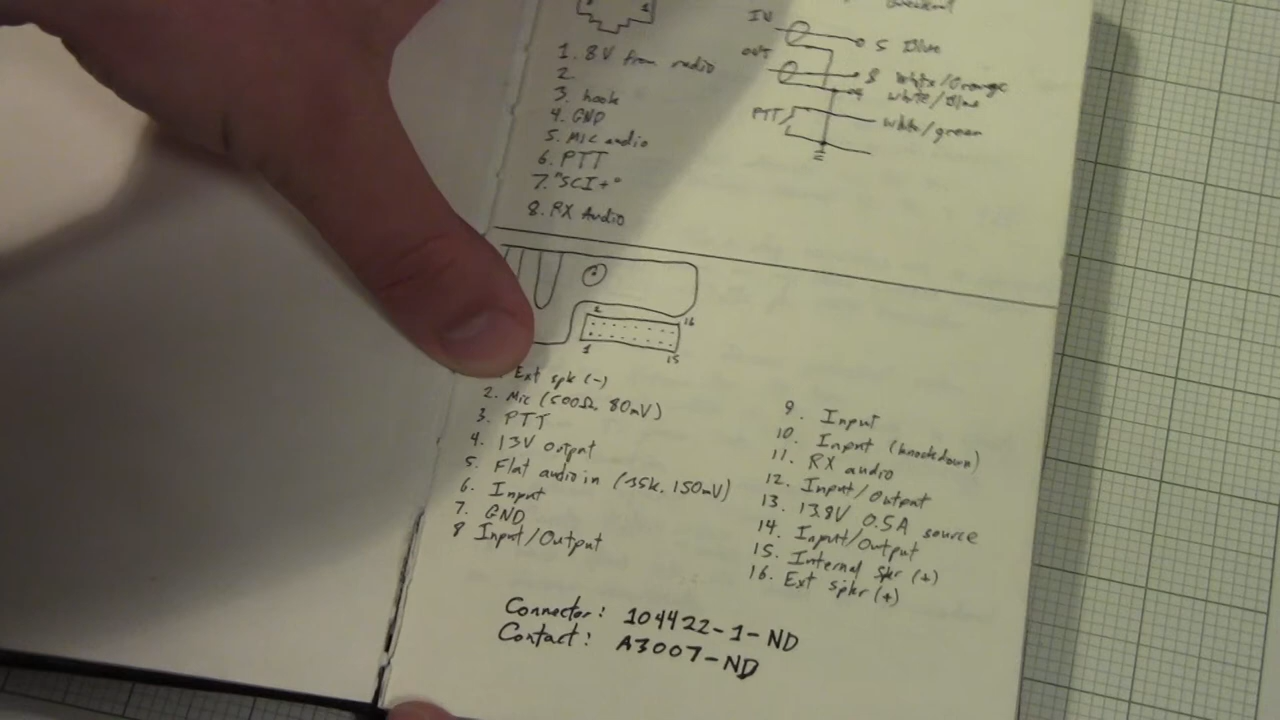 1
1. 8V from radio
2.
3. hook
4. GND
5. Mic audio
6. PTT
7. "SCI+"
8. RX Audio
IN
5 Blue
OUT
8 White/Orange
4 White/Blue
PTT
White/green
2
16
1
15
Ext spk (-)
2. Mic (500Ω, 80mV)
3. PTT
4. 13V output
5. Flat audio in (35k, 150mV)
6. Input
7. GND
8 Input/Output
9. Input
10. Input (knockdown)
11. RX audio
12. Input/Output
13. 13.8V 0.5A source
14. Input/Output
15. Internal spkr (+)
16. Ext spkr (+)
Connector: 104422-1-ND
Contact: A3007-ND